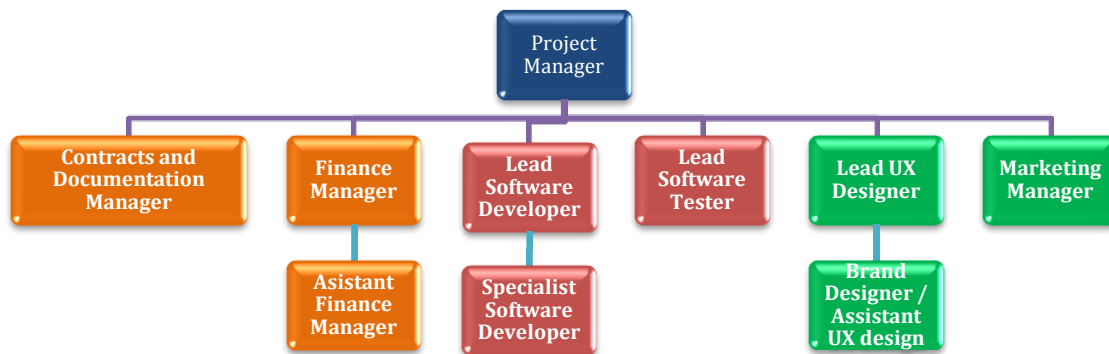 Project
Manager
Contracts and
Documentation
Manager
Finance
Manager
Lead
Software
Developer
Lead
Software
Tester
Lead UX
Designer
Marketing
Manager
Asistant
Finance
Manager
Specialist
Software
Developer
Brand
Designer /
Assistant
UX design